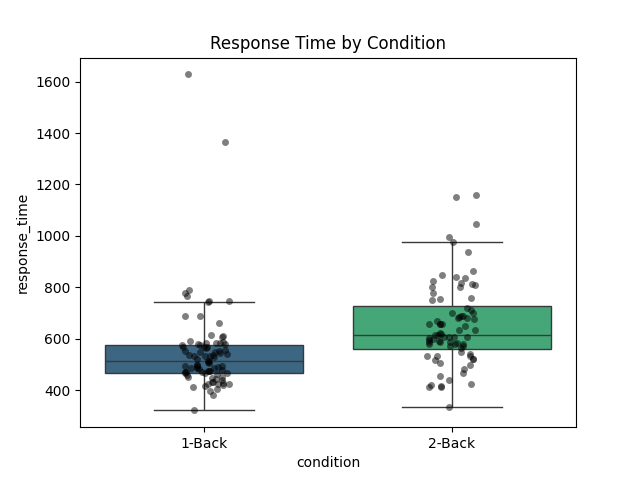 Response Time by Condition
1600
1400
1200
1000
800
600
400
response_time
1-Back
2-Back
condition